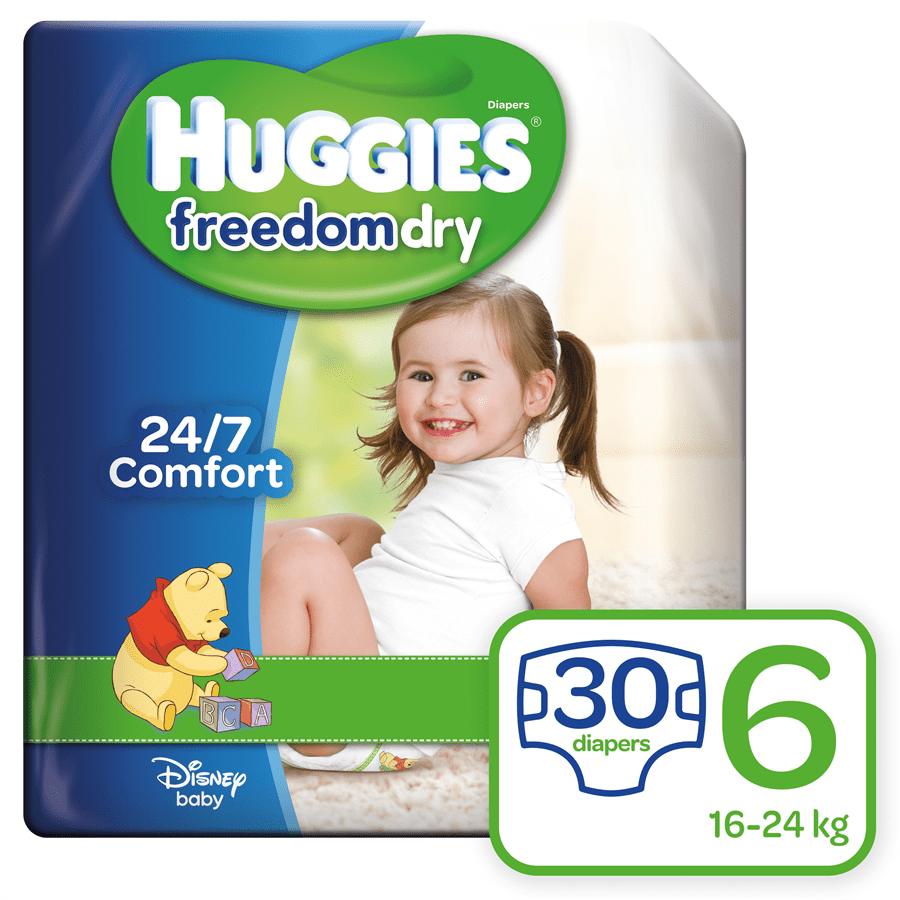 Diapers
HUGGIES®
freedomdry
24/7
Comfort
D
B C A
Disney
baby
30
diapers
6
16-24 kg